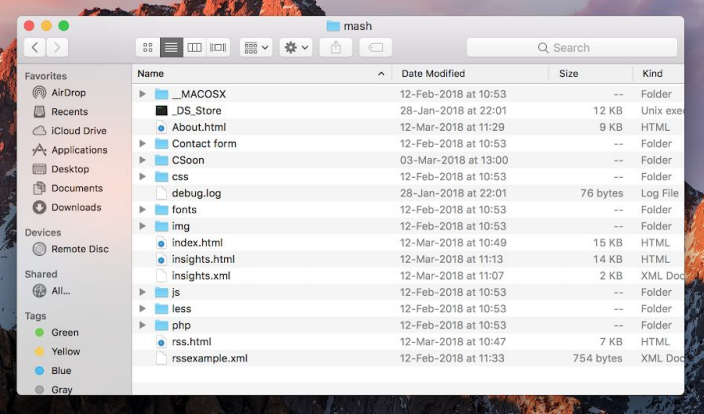 mash
Search
Favorites
AirDrop
Recents
iCloud Drive
Applications
Desktop
Documents
Downloads
Devices
Remote Disc
Shared
All...
Tags
Green
Yellow
Blue
Gray
Name Date Modified Size Kind
__MACOSX 12-Feb-2018 at 10:53 -- Folder
_DS_Store 28-Jan-2018 at 22:01 12 KB Unix exe
About.html 12-Mar-2018 at 11:29 9 KB HTML
Contact form 12-Feb-2018 at 10:53 -- Folder
CSoon 03-Mar-2018 at 13:00 -- Folder
css 12-Feb-2018 at 10:53 -- Folder
debug.log 28-Jan-2018 at 22:01 76 bytes Log File
fonts 12-Feb-2018 at 10:53 -- Folder
img 12-Feb-2018 at 10:53 -- Folder
index.html 12-Mar-2018 at 10:49 15 KB HTML
insights.html 12-Mar-2018 at 11:13 14 KB HTML
insights.xml 12-Mar-2018 at 11:07 2 KB XML Doc
js 12-Feb-2018 at 10:53 -- Folder
less 12-Feb-2018 at 10:53 -- Folder
php 12-Feb-2018 at 10:53 -- Folder
rss.html 12-Mar-2018 at 10:47 7 KB HTML
rssexample.xml 12-Feb-2018 at 11:33 754 bytes XML Doc